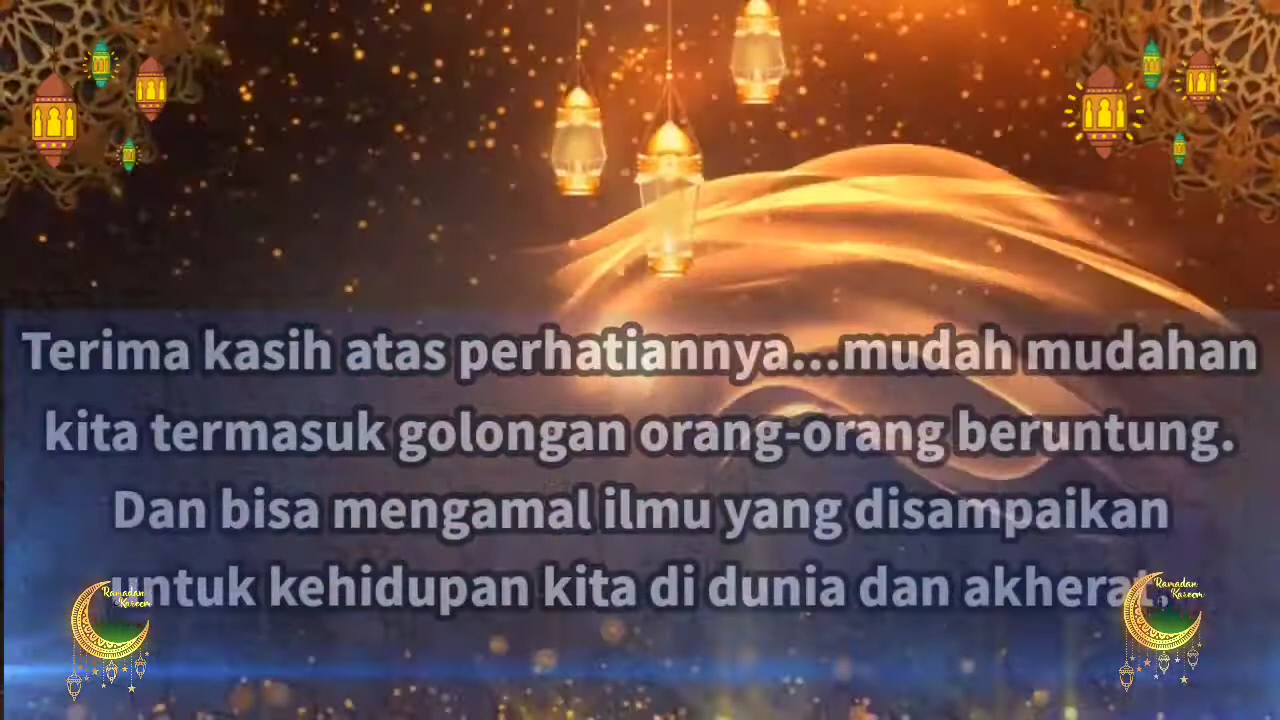 Terima kasih atas perhatiannya...mudah mudahan
kita termasuk golongan orang-orang beruntung.
Dan bisa mengamal ilmu yang disampaikan
untuk kehidupan kita di dunia dan akherat.
Ramadan
Kareem
Ramadan
Kareem